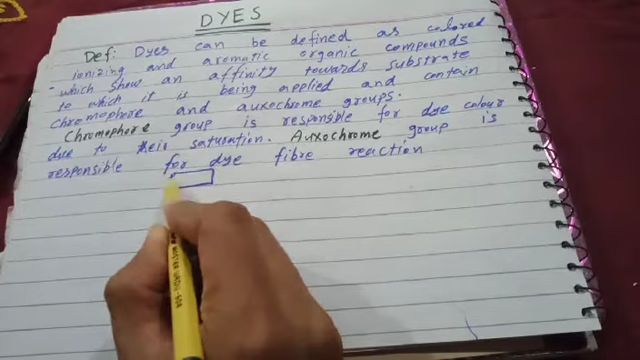 DYES
Def: Dyes can be defined as colored
ionizing and aromatic organic compounds
which show an affinity towards substrate
to which it is being applied and contain
chromophore and auxochrome groups.
Chromophore group is responsible for dye colour
due to their saturation. Auxochrome group is
responsible for dye fibre reaction